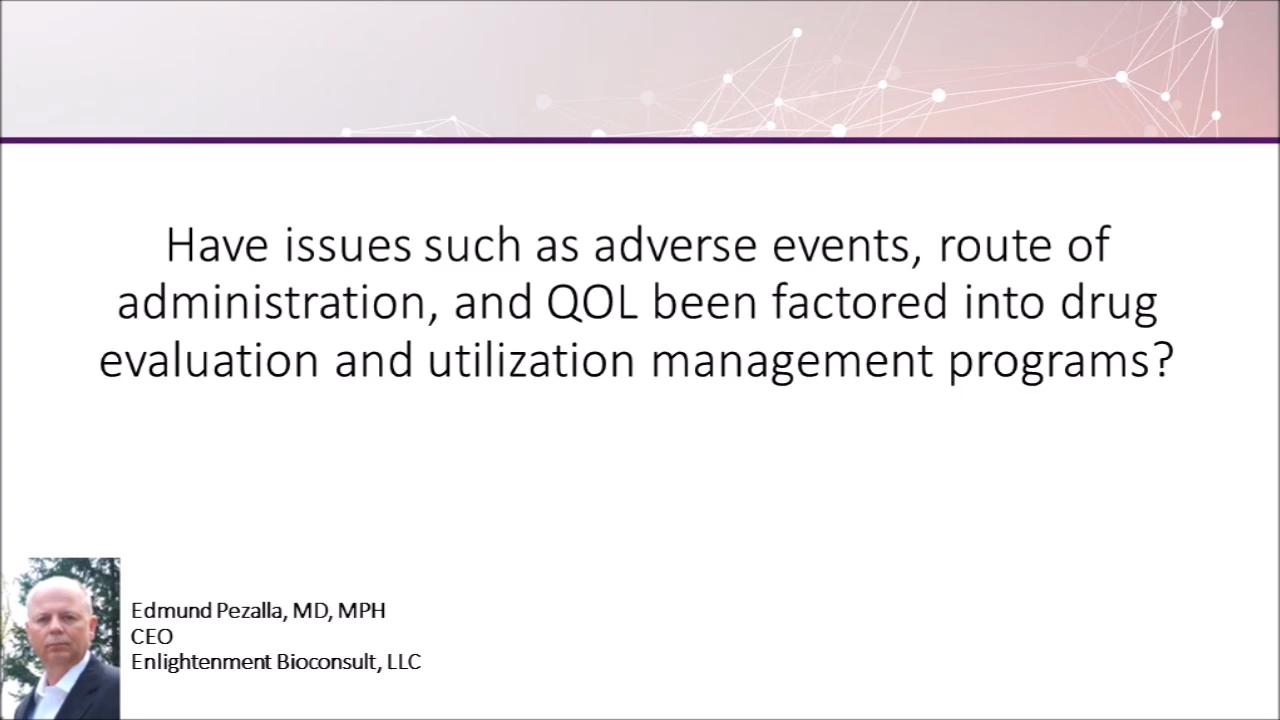 Have issues such as adverse events, route of
administration, and QOL been factored into drug
evaluation and utilization management programs?
Edmund Pezalla, MD, MPH
CEO
Enlightenment Bioconsult, LLC